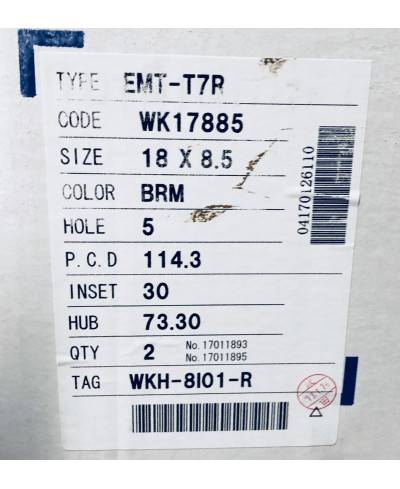 TYPE EMT-T7R
CODE WK17885
SIZE 18 X 8.5
COLOR BRM
HOLE 5
P.C.D 114.3
INSET 30
HUB 73.30
QTY 2 No.17011893
No.17011895
TAG WKH-8I01-R
04170126110